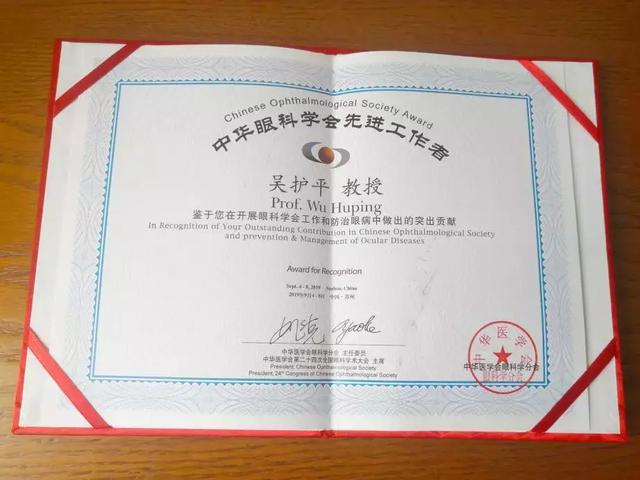 Chinese Ophthalmological Society Award
中华眼科学会先进工作者
吴护平 教授
Prof. Wu Huping
鉴于您在开展眼科学会工作和防治眼病中做出的突出贡献
In Recognition of Your Outstanding Contribution in Chinese Ophthalmological Society
and prevention & Management of Ocular Diseases
Award for Recognition
Sept. 4 - 8, 2019 Suzhou, China
2019年9月4 - 8日 中国 · 苏州
中华医学会眼科学分会 主任委员
中华医学会第二十四次全国眼科学术大会 主席
President, Chinese Ophthalmological Society
President, 24th Congress of Chinese Ophthalmological Society
中华医学会
中华医学会眼科学分会